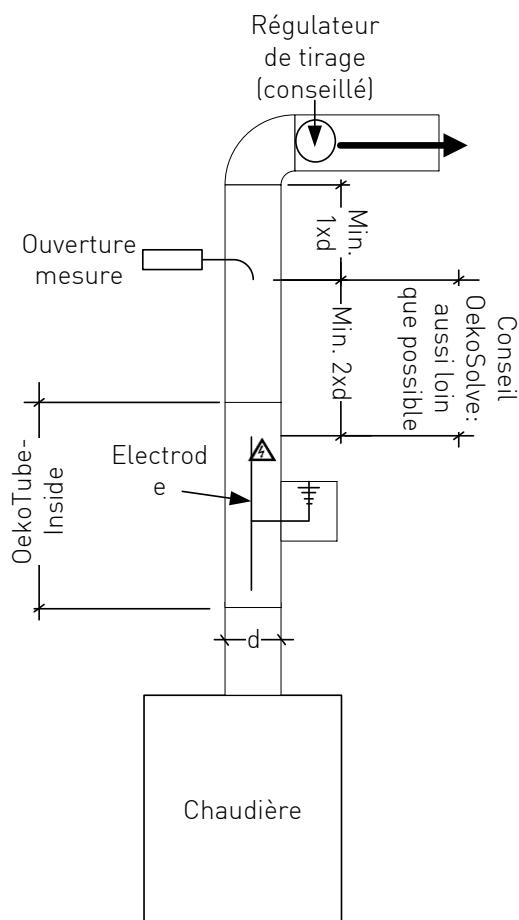 Régulateur
de tirage
(conseillé)
Ouverture
mesure
Min.
1xd
Min. 2xd
Conseil
OekoSolve:
aussi loin
que possible
OekoTube-
Inside
Electrod
e
d
Chaudière